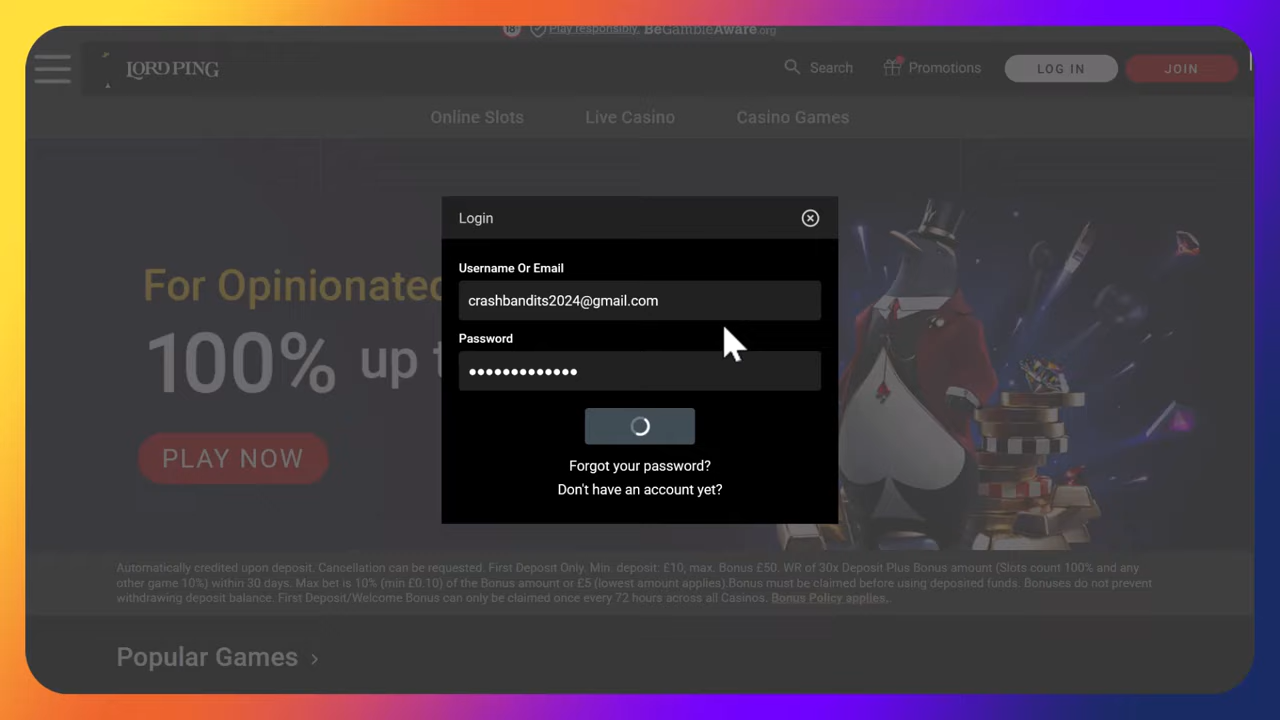 18+ Play responsibly. BeGambleAware.org
LORD PING
Search
Promotions
LOG IN
JOIN
Online Slots
Live Casino
Casino Games
Login
Username Or Email
crashbandits2024@gmail.com
Password
Forgot your password?
Don't have an account yet?
For Opinionated
100% up t
PLAY NOW
Automatically credited upon deposit. Cancellation can be requested. First Deposit Only. Min. deposit: £10, max. Bonus £50. WR of 30x Deposit Plus Bonus amount (Slots count 100% and any
other game 10%) within 30 days. Max bet is 10% (min £0.10) of the Bonus amount or £5 (lowest amount applies).Bonus must be claimed before using deposited funds. Bonuses do not prevent
withdrawing deposit balance. First Deposit/Welcome Bonus can only be claimed once every 72 hours across all Casinos. Bonus Policy applies.
Popular Games